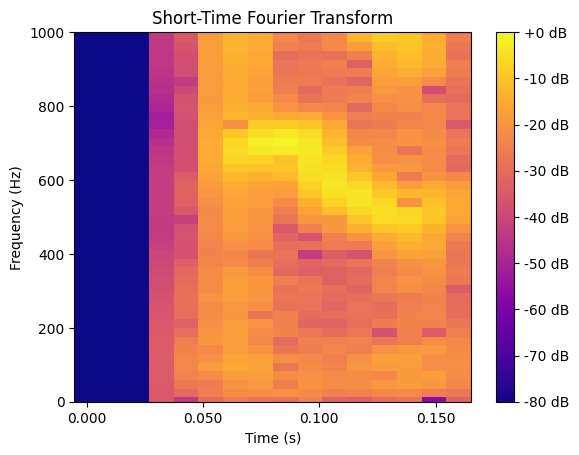 Short-Time Fourier Transform
1000
800
600
400
200
0
Frequency (Hz)
0.000
0.050
0.100
0.150
Time (s)
+0 dB
-10 dB
-20 dB
-30 dB
-40 dB
-50 dB
-60 dB
-70 dB
-80 dB